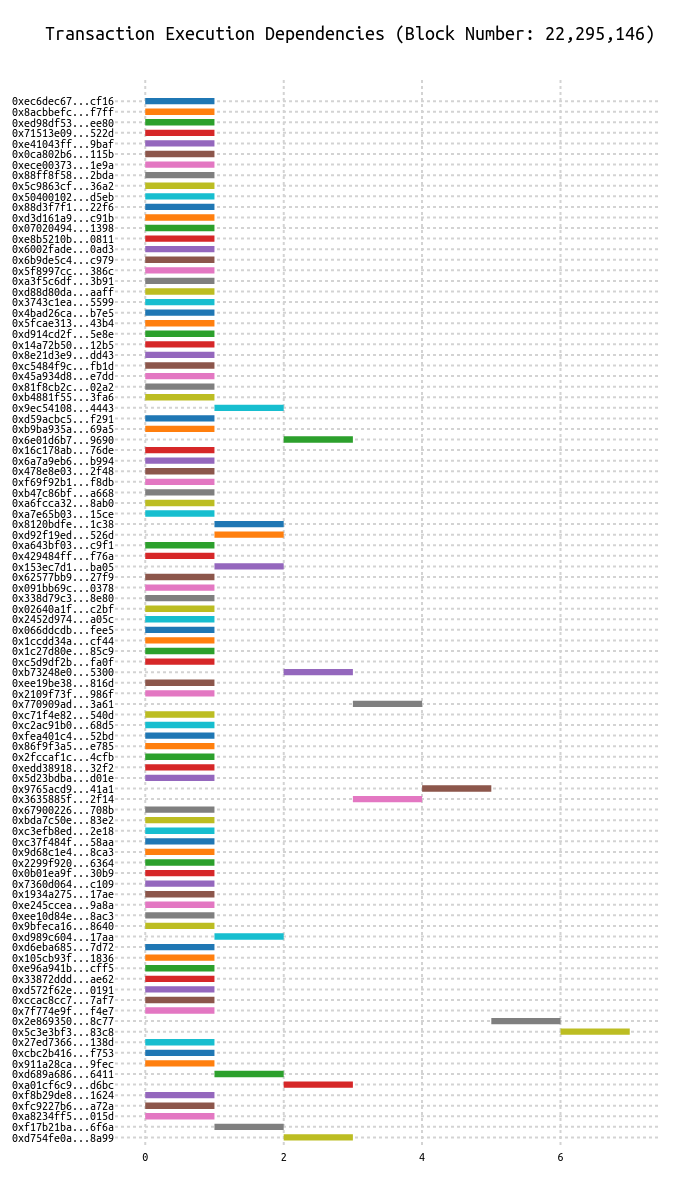 Transaction Execution Dependencies (Block Number: 22,295,146)
0xec6dec67...cf16
0x8acbbefc...f7ff
0xed98df53...ee80
0x71513e09...522d
0xe41043ff...9baf
0x0ca802b6...115b
0xece00373...1e9a
0x88ff8f58...2bda
0x5c9863cf...36a2
0x50400102...d5eb
0x88d3f7f1...22f6
0xd3d161a9...c91b
0x07020494...1398
0xe8b5210b...0811
0x6002fade...0ad3
0x6b9de5c4...c979
0x5f8997cc...386c
0xa3f5c6df...3b91
0xd88d80da...aaff
0x3743c1ea...5599
0x4bad26ca...b7e5
0x5fcae313...43b4
0xd914cd2f...5e8e
0x14a72b50...12b5
0x8e21d3e9...dd43
0xc5484f9c...fb1d
0x45a934d8...e7dd
0x81f8cb2c...02a2
0xb4881f55...3fa6
0x9ec54108...4443
0xd59acbc5...f291
0xb9ba935a...69a5
0x6e01d6b7...9690
0x16c178ab...76de
0x6a7a9eb6...b994
0x478e8e03...2f48
0xf69f92b1...f8db
0xb47c86bf...a668
0xa6fcca32...8ab0
0xa7e65b03...15ce
0x8120bdfe...1c38
0xd92f19ed...526d
0xa643bf03...c9f1
0x429484ff...f76a
0x153ec7d1...ba05
0x62577bb9...27f9
0x091bb69c...0378
0x338d79c3...8e80
0x02640a1f...c2bf
0x2452d974...a05c
0x066ddcdb...fee5
0x1ccdd34a...cf44
0x1c27d80e...85c9
0xc5d9df2b...fa0f
0xb73248e0...5300
0xee19be38...816d
0x2109f73f...986f
0x770909ad...3a61
0xc71f4e82...540d
0xc2ac91b0...68d5
0xfea401c4...52bd
0x86f9f3a5...e785
0x2fccaf1c...4cfb
0xedd38918...32f2
0x5d23bdba...d01e
0x9765acd9...41a1
0x3635885f...2f14
0x67900226...708b
0xbda7c50e...83e2
0xc3efb8ed...2e18
0xc37f484f...58aa
0x9d68c1e4...8ca3
0x2299f920...6364
0x0b01ea9f...30b9
0x7360d064...c109
0x1934a275...17ae
0xe245ccea...9a8a
0xee10d84e...8ac3
0x9bfeca16...8640
0xd989c604...17aa
0xd6eba685...7d72
0x105cb93f...1836
0xe96a941b...cff5
0x33872ddd...ae62
0xd572f62e...0191
0xccac8cc7...7af7
0x7f774e9f...f4e7
0x2e869350...8c77
0x5c3e3bf3...83c8
0x27ed7366...138d
0xcbc2b416...f753
0x911a28ca...9fec
0xd689a686...6411
0xa01cf6c9...d6bc
0xf8b29de8...1624
0xfc9227b6...a72a
0xa8234ff5...015d
0xf17b21ba...6f6a
0xd754fe0a...8a99
0 2 4 6